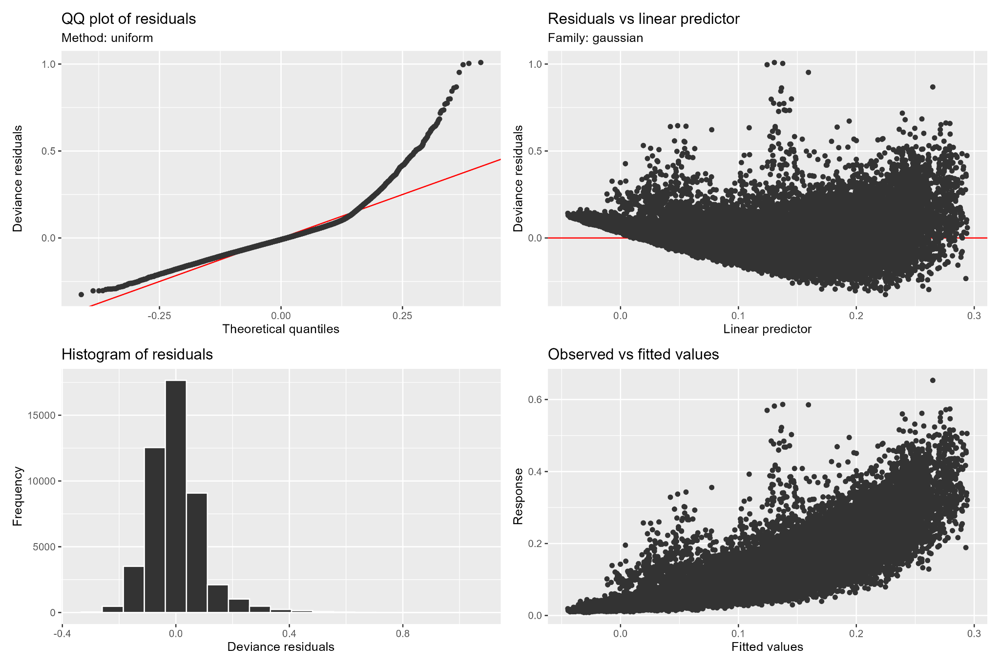 QQ plot of residuals
Method: uniform
1.0
0.5
0.0
Deviance residuals
-0.25
0.00
0.25
Theoretical quantiles
Residuals vs linear predictor
Family: gaussian
1.0
0.5
0.0
Deviance residuals
0.0
0.1
0.2
0.3
Linear predictor
Histogram of residuals
15000
10000
5000
0
Frequency
-0.4
0.0
0.4
0.8
Deviance residuals
Observed vs fitted values
0.6
0.4
0.2
0.0
Response
0.0
0.1
0.2
0.3
Fitted values